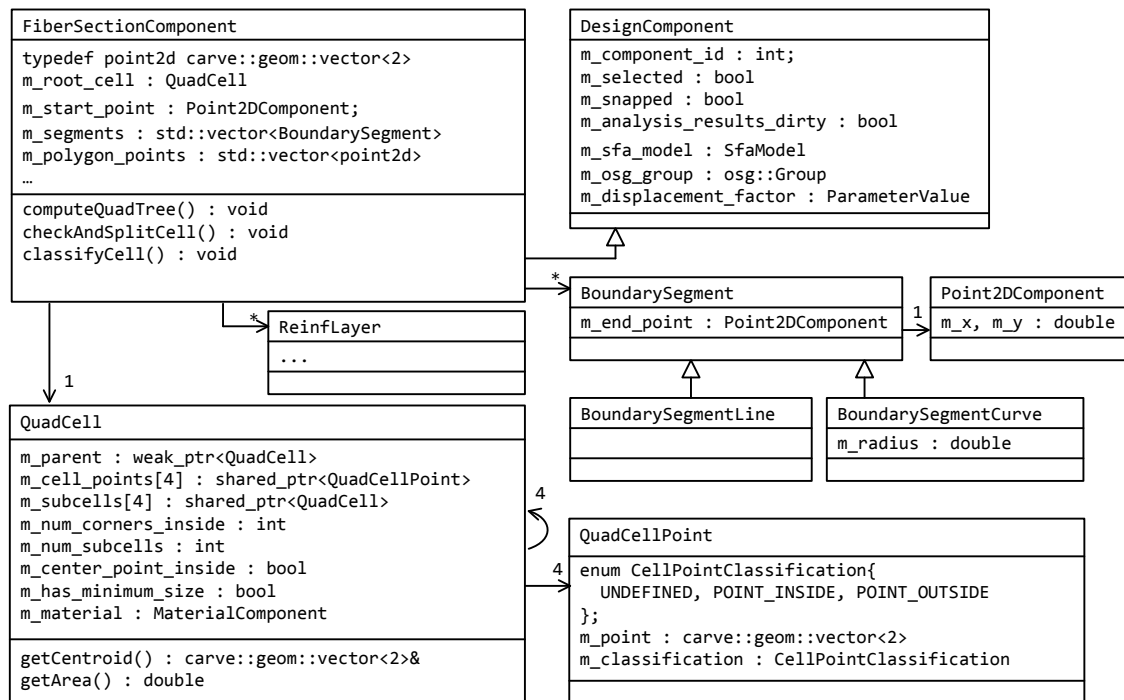 FiberSectionComponent
typedef point2d carve::geom::vector<2>
m_root_cell : QuadCell
m_start_point : Point2DComponent;
m_segments : std::vector<BoundarySegment>
m_polygon_points : std::vector<point2d>
…
computeQuadTree() : void
checkAndSplitCell() : void
classifyCell() : void
DesignComponent
m_component_id : int;
m_selected : bool
m_snapped : bool
m_analysis_results_dirty : bool
m_sfa_model : SfaModel
m_osg_group : osg::Group
m_displacement_factor : ParameterValue
*
BoundarySegment
m_end_point : Point2DComponent
1
Point2DComponent
m_x, m_y : double
*
ReinfLayer
...
BoundarySegmentLine
BoundarySegmentCurve
m_radius : double
1
QuadCell
m_parent : weak_ptr<QuadCell>
m_cell_points[4] : shared_ptr<QuadCellPoint>
m_subcells[4] : shared_ptr<QuadCell>
m_num_corners_inside : int
m_num_subcells : int
m_center_point_inside : bool
m_has_minimum_size : bool
m_material : MaterialComponent
getCentroid() : carve::geom::vector<2>&
getArea() : double
4
4
QuadCellPoint
enum CellPointClassification{
UNDEFINED, POINT_INSIDE, POINT_OUTSIDE
};
m_point : carve::geom::vector<2>
m_classification : CellPointClassification